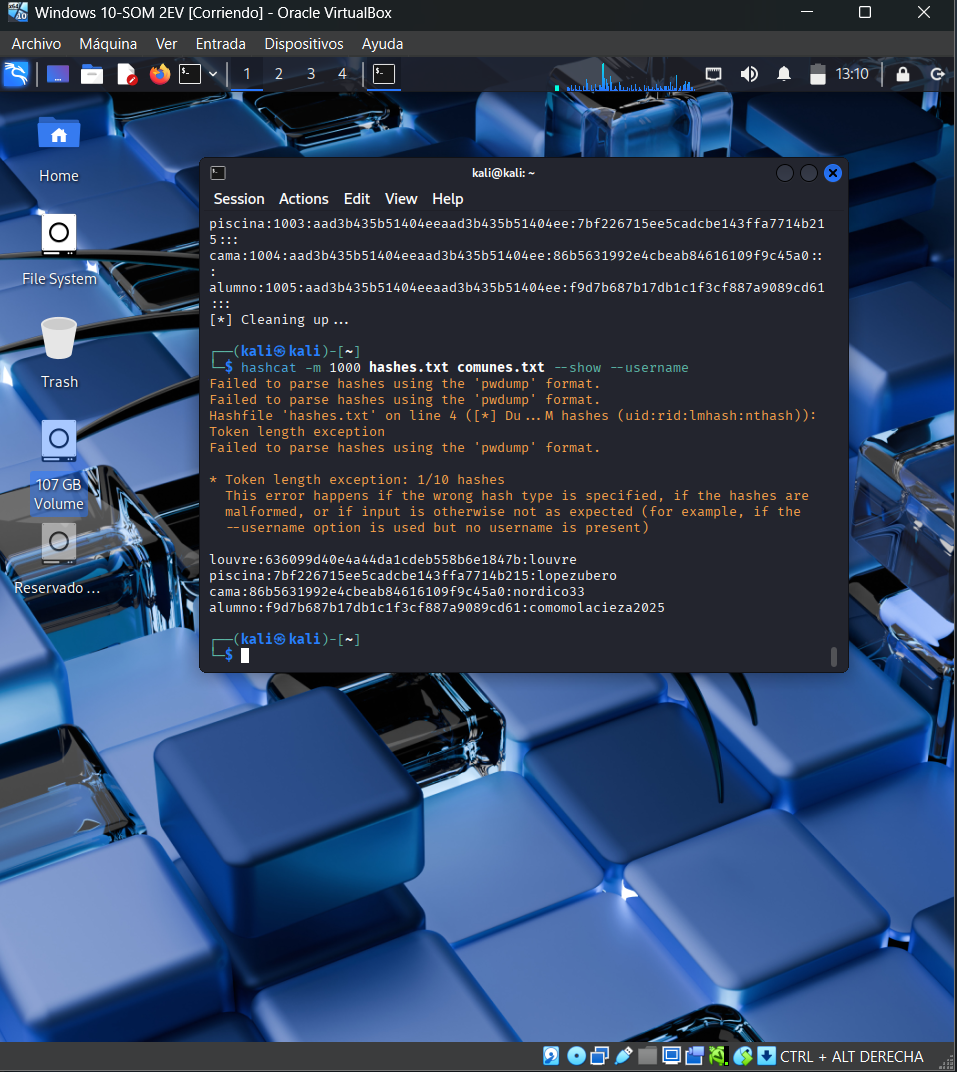 Windows 10-SOM 2EV [Corriendo] - Oracle VirtualBox
Archivo Máquina Ver Entrada Dispositivos Ayuda
1 2 3 4 13:10
Home
File System
Trash
107 GB
Volume
Reservado ...
kali@kali: ~
Session Actions Edit View Help
piscina:1003:aad3b435b51404eeaad3b435b51404ee:7bf226715ee5cadcbe143ffa7714b21
5:::
cama:1004:aad3b435b51404eeaad3b435b51404ee:86b5631992e4cbeab84616109f9c45a0::
:
alumno:1005:aad3b435b51404eeaad3b435b51404ee:f9d7b687b17db1c1f3cf887a9089cd61
:::
[*] Cleaning up...
┌──(kali㉿kali)-[~]
└─$ hashcat -m 1000 hashes.txt comunes.txt --show --username
Failed to parse hashes using the 'pwdump' format.
Failed to parse hashes using the 'pwdump' format.
Hashfile 'hashes.txt' on line 4 ([*] Du...M hashes (uid:rid:lmhash:nthash)):
Token length exception
Failed to parse hashes using the 'pwdump' format.
* Token length exception: 1/10 hashes
This error happens if the wrong hash type is specified, if the hashes are
malformed, or if input is otherwise not as expected (for example, if the
--username option is used but no username is present)
louvre:636099d40e4a44da1cdeb558b6e1847b:louvre
piscina:7bf226715ee5cadcbe143ffa7714b215:lopezubero
cama:86b5631992e4cbeab84616109f9c45a0:nordico33
alumno:f9d7b687b17db1c1f3cf887a9089cd61:comomolacieza2025
┌──(kali㉿kali)-[~]
└─$
CTRL + ALT DERECHA